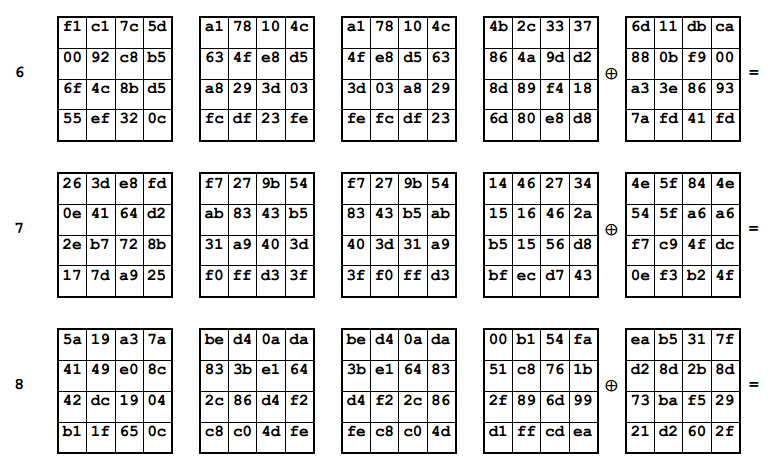 f1 c1 7c 5d a1 78 10 4c a1 78 10 4c 4b 2c 33 37 6d 11 db ca
00 92 c8 b5 63 4f e8 d5 4f e8 d5 63 86 4a 9d d2 88 0b f9 00
6 ⊕ =
6f 4c 8b d5 a8 29 3d 03 3d 03 a8 29 8d 89 f4 18 a3 3e 86 93
55 ef 32 0c fc df 23 fe fe fc df 23 6d 80 e8 d8 7a fd 41 fd
26 3d e8 fd f7 27 9b 54 f7 27 9b 54 14 46 27 34 4e 5f 84 4e
0e 41 64 d2 ab 83 43 b5 83 43 b5 ab 15 16 46 2a 54 5f a6 a6
7 ⊕ =
2e b7 72 8b 31 a9 40 3d 40 3d 31 a9 b5 15 56 d8 f7 c9 4f dc
17 7d a9 25 f0 ff d3 3f 3f f0 ff d3 bf ec d7 43 0e f3 b2 4f
5a 19 a3 7a be d4 0a da be d4 0a da 00 b1 54 fa ea b5 31 7f
41 49 e0 8c 83 3b e1 64 3b e1 64 83 51 c8 76 1b d2 8d 2b 8d
8 ⊕ =
42 dc 19 04 2c 86 d4 f2 d4 f2 2c 86 2f 89 6d 99 73 ba f5 29
b1 1f 65 0c c8 c0 4d fe fe c8 c0 4d d1 ff cd ea 21 d2 60 2f